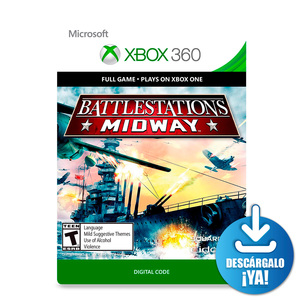 Microsoft
XBOX 360
FULL GAME • PLAYS ON XBOX ONE
BATTLESTATIONS
MIDWAY
TEEN
T
ESRB
Language
Mild Suggestive Themes
Use of Alcohol
Violence
DIGITAL CODE
DESCÁRGALO
¡YA!